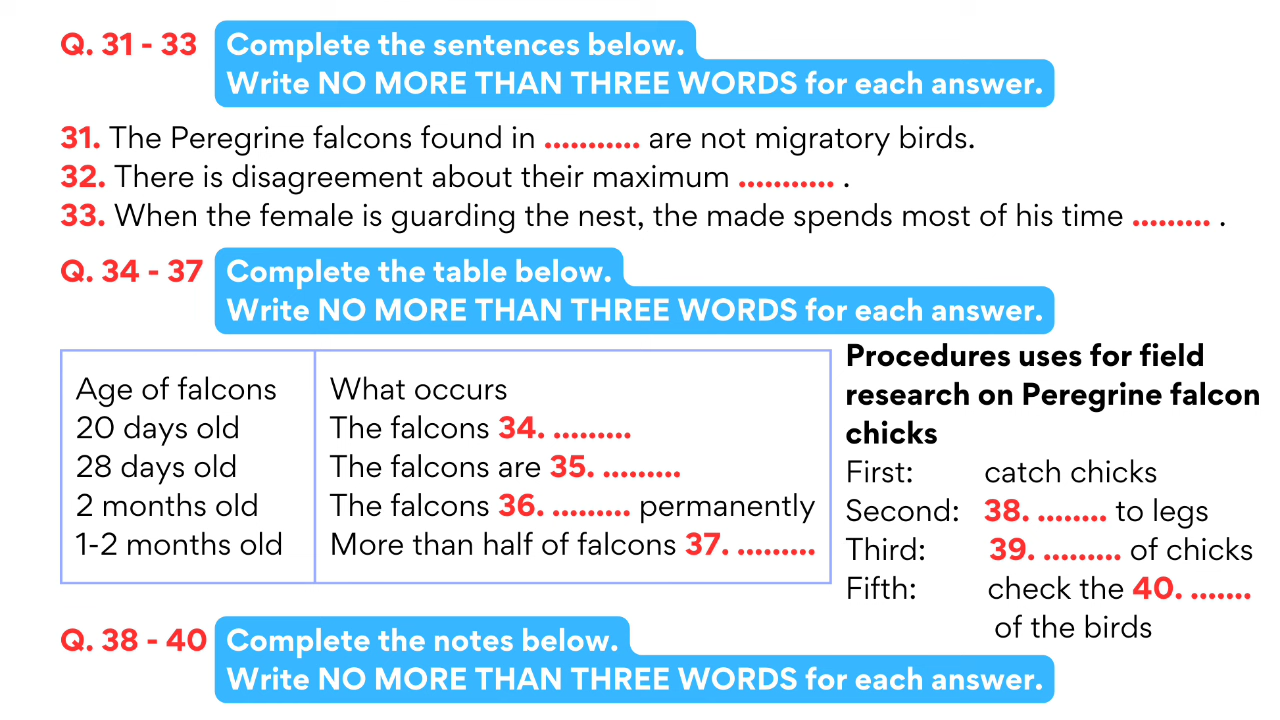 Q. 31 - 33 Complete the sentences below.
Write NO MORE THAN THREE WORDS for each answer.
31. The Peregrine falcons found in ........... are not migratory birds.
32. There is disagreement about their maximum ........... .
33. When the female is guarding the nest, the made spends most of his time ......... .
Q. 34 - 37 Complete the table below.
Write NO MORE THAN THREE WORDS for each answer.
Age of falcons What occurs
20 days old The falcons 34. .........
28 days old The falcons are 35. .........
2 months old The falcons 36. ......... permanently
1-2 months old More than half of falcons 37. .........
Procedures uses for field
research on Peregrine falcon
chicks
First: catch chicks
Second: 38. ........ to legs
Third: 39. ......... of chicks
Fifth: check the 40. .......
of the birds
Q. 38 - 40 Complete the notes below.
Write NO MORE THAN THREE WORDS for each answer.